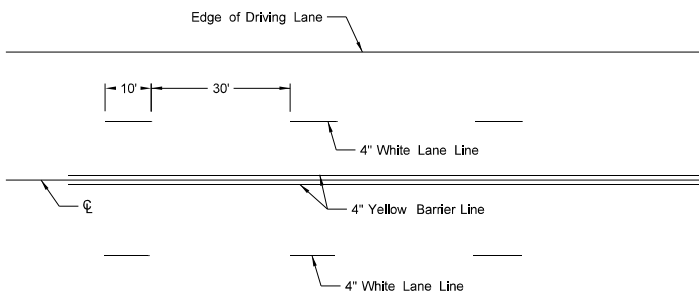 Edge of Driving Lane
10'
30'
4" White Lane Line
℄
4" Yellow Barrier Line
4" White Lane Line